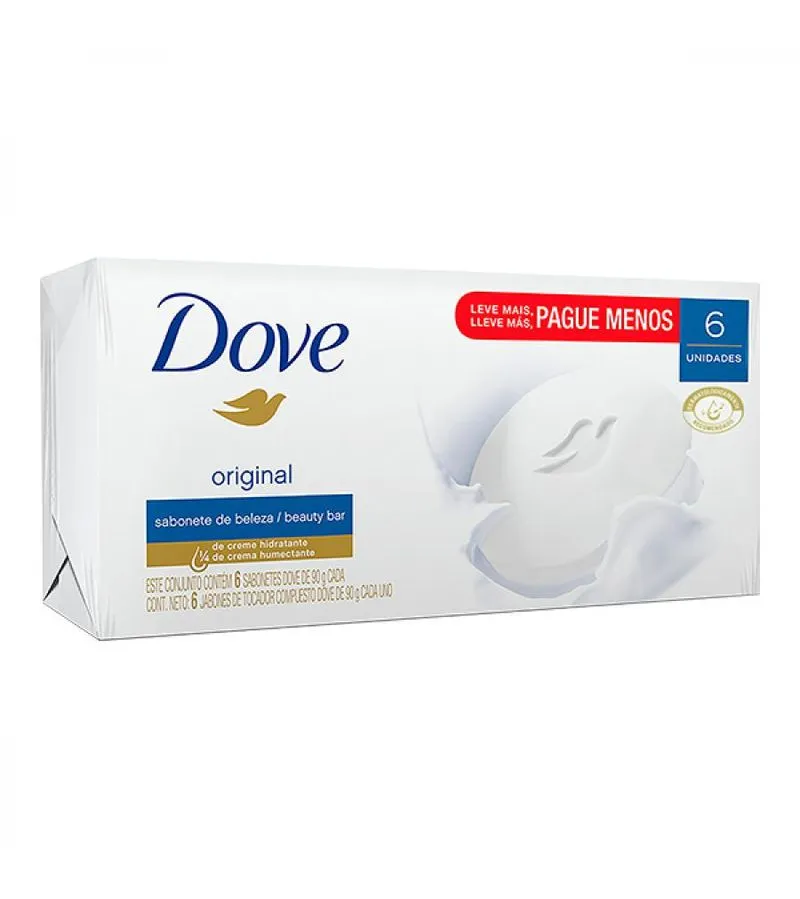 Dove
LEVE MAIS,
LLEVE MÁS,
PAGUE MENOS
6
UNIDADES
DERMATOLOGICAMENTE
RECOMENDADO
original
sabonete de beleza / beauty bar
1/4
de creme hidratante
de crema humectante
ESTE CONJUNTO CONTÉM 6 SABONETES DOVE DE 90 g CADA
CONT. NETO: 6 JABONES DE TOCADOR COMPUESTO DOVE DE 90 g CADA UNO